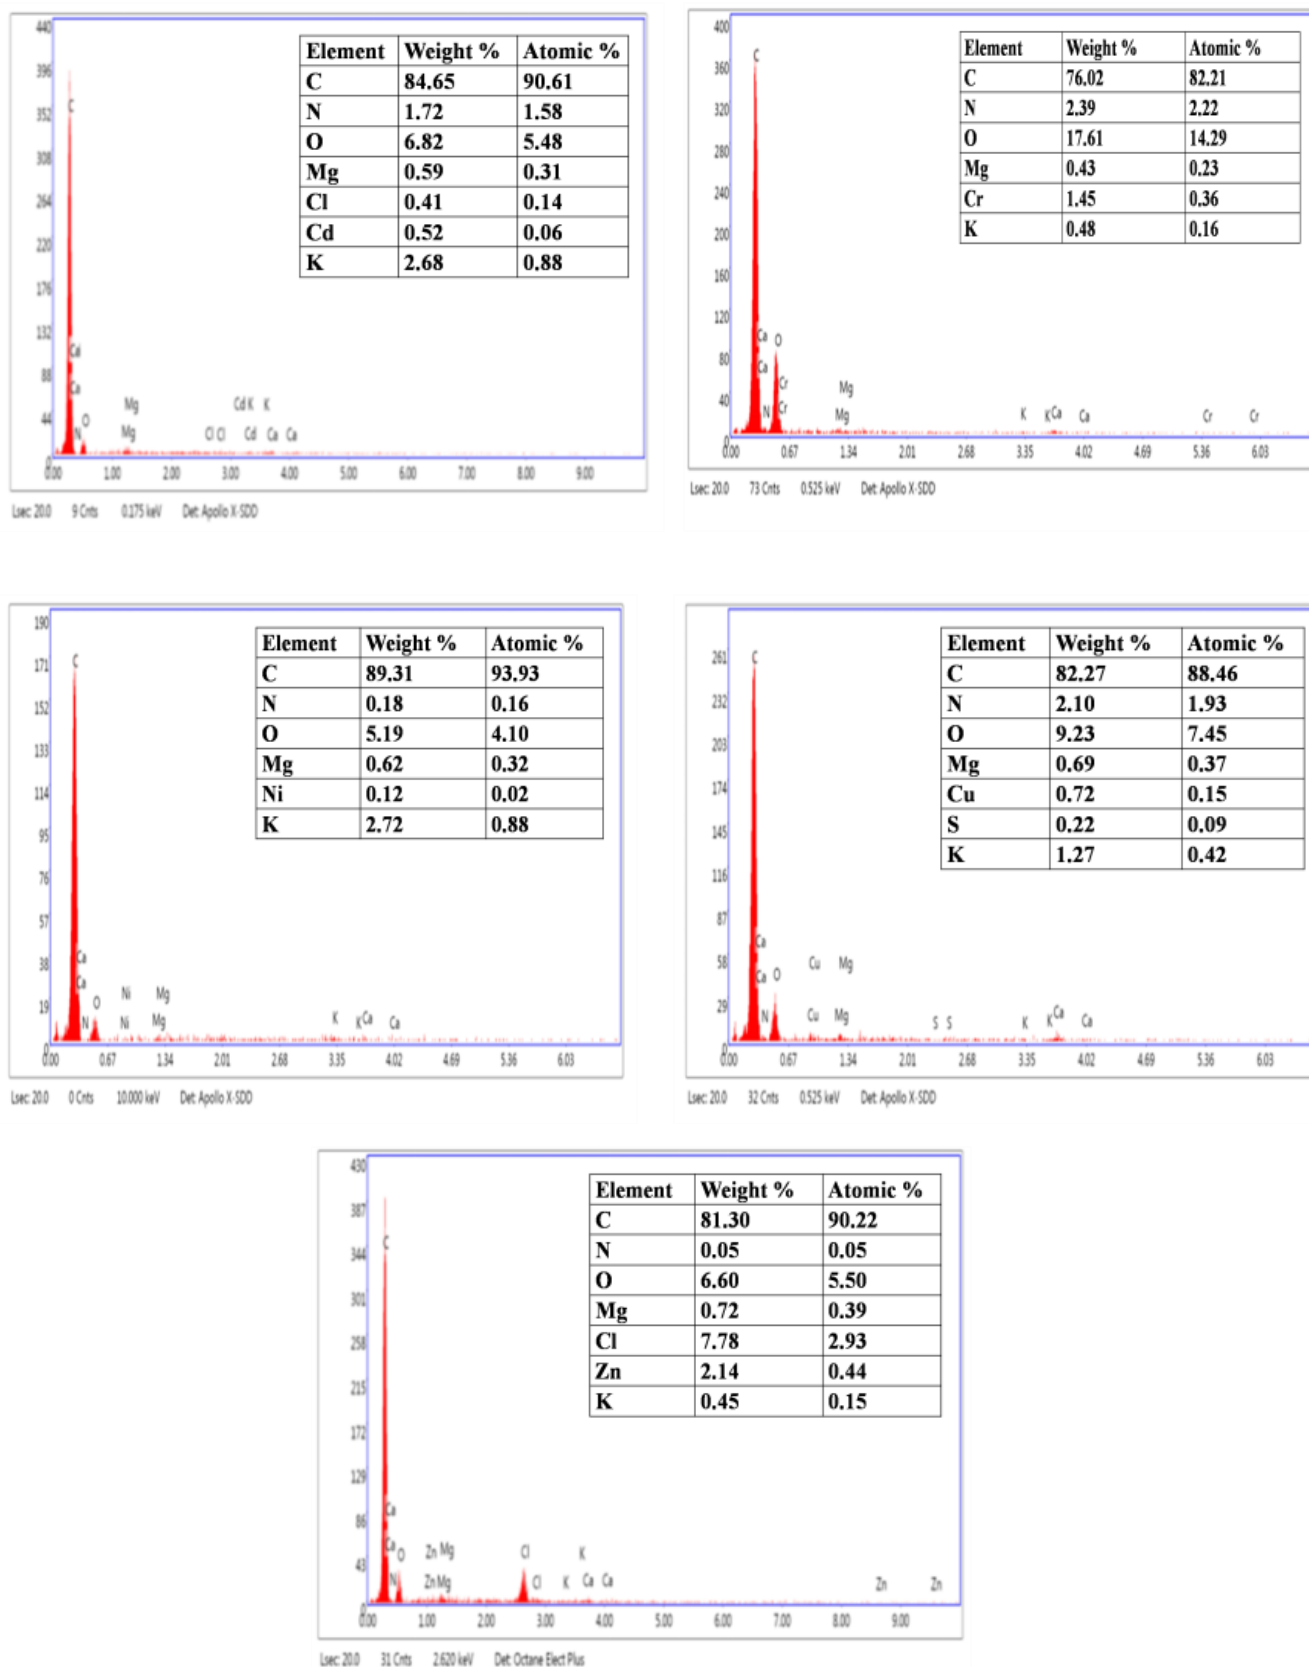 Element Weight % Atomic %
C 84.65 90.61
N 1.72 1.58
O 6.82 5.48
Mg 0.59 0.31
Cl 0.41 0.14
Cd 0.52 0.06
K 2.68 0.88
440
396
352
308
264
220
176
132
88
44
0
C
Ca
Ca
N
O
Mg
Mg
Cl Cl
Cd K K
Cd Ca Ca
0.00 1.00 2.00 3.00 4.00 5.00 6.00 7.00 8.00 9.00
Lsec: 20.0 9 Cnts 0.175 keV Det: Apollo X-SDD
Element Weight % Atomic %
C 76.02 82.21
N 2.39 2.22
O 17.61 14.29
Mg 0.43 0.23
Cr 1.45 0.36
K 0.48 0.16
400
360
320
280
240
200
160
120
80
40
0
C
Ca O
Ca Cr
N Cr
Mg
Mg
K K Ca Ca Cr Cr
0.00 0.67 1.34 2.01 2.68 3.35 4.02 4.69 5.36 6.03
Lsec: 20.0 73 Cnts 0.525 keV Det: Apollo X-SDD
Element Weight % Atomic %
C 89.31 93.93
N 0.18 0.16
O 5.19 4.10
Mg 0.62 0.32
Ni 0.12 0.02
K 2.72 0.88
190
171
152
133
114
95
76
57
38
19
0
C
Ca
Ca
N O
Ni Mg
Ni Mg
K K Ca Ca
0.00 0.67 1.34 2.01 2.68 3.35 4.02 4.69 5.36 6.03
Lsec: 20.0 0 Cnts 10.000 keV Det: Apollo X-SDD
Element Weight % Atomic %
C 82.27 88.46
N 2.10 1.93
O 9.23 7.45
Mg 0.69 0.37
Cu 0.72 0.15
S 0.22 0.09
K 1.27 0.42
261
232
203
174
145
116
87
58
29
0
C
Ca
Ca O
N
Cu Mg
Cu Mg
S S K K Ca Ca
0.00 0.67 1.34 2.01 2.68 3.35 4.02 4.69 5.36 6.03
Lsec: 20.0 32 Cnts 0.525 keV Det: Apollo X-SDD
Element Weight % Atomic %
C 81.30 90.22
N 0.05 0.05
O 6.60 5.50
Mg 0.72 0.39
Cl 7.78 2.93
Zn 2.14 0.44
K 0.45 0.15
430
387
344
301
258
215
172
129
86
43
0
C
Ca
Ca O
N
Zn Mg Cl K
Zn Mg Cl K Ca Ca Zn Zn
0.00 1.00 2.00 3.00 4.00 5.00 6.00 7.00 8.00 9.00
Lsec: 20.0 31 Cnts 2.620 keV Det: Octane Elect Plus